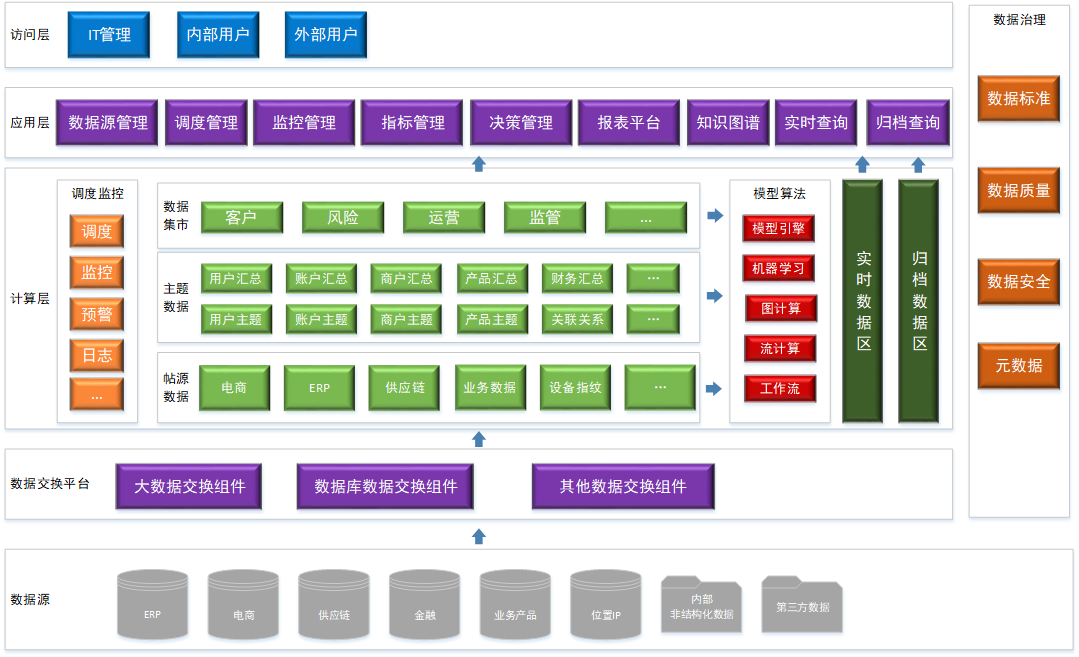 访问层
IT管理
内部用户
外部用户
数据治理
数据标准
数据质量
数据安全
元数据
应用层
数据源管理
调度管理
监控管理
指标管理
决策管理
报表平台
知识图谱
实时查询
归档查询
计算层
调度监控
调度
监控
预警
日志
...
数据
集市
客户
风险
运营
监管
...
主题
数据
用户汇总
账户汇总
商户汇总
产品汇总
财务汇总
...
用户主题
账户主题
商户主题
产品主题
关联关系
...
帖源
数据
电商
ERP
供应链
业务数据
设备指纹
...
模型算法
模型引擎
机器学习
图计算
流计算
工作流
实时数据区
归档数据区
数据交换平台
大数据交换组件
数据库数据交换组件
其他数据交换组件
数据源
ERP
电商
供应链
金融
业务产品
位置IP
内部
非结构化数据
第三方数据